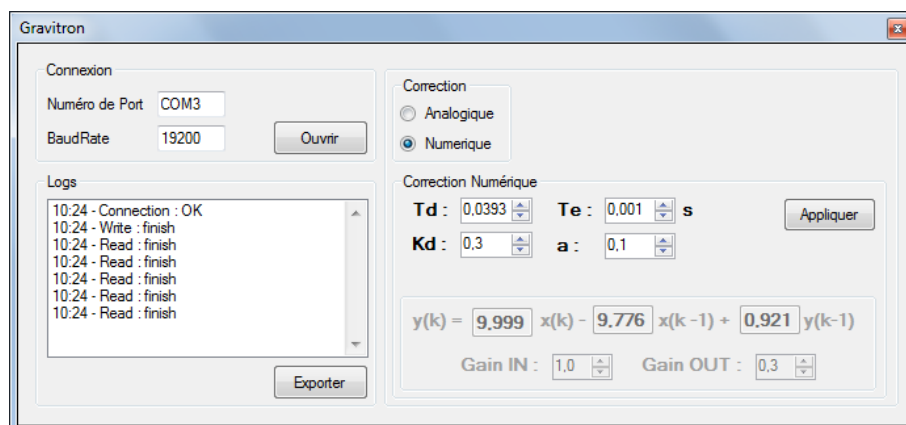 Gravitron
Connexion
Numéro de Port COM3
BaudRate 19200 Ouvrir
Logs
10:24 - Connection : OK
10:24 - Write : finish
10:24 - Read : finish
10:24 - Read : finish
10:24 - Read : finish
10:24 - Read : finish
10:24 - Read : finish
Exporter
Correction
Analogique
Numerique
Correction Numérique
Td : 0,0393 Te : 0,001 s Appliquer
Kd : 0,3 a : 0,1
y(k) = 9,999 x(k) - 9,776 x(k -1) + 0,921 y(k-1)
Gain IN : 1,0 Gain OUT : 0,3